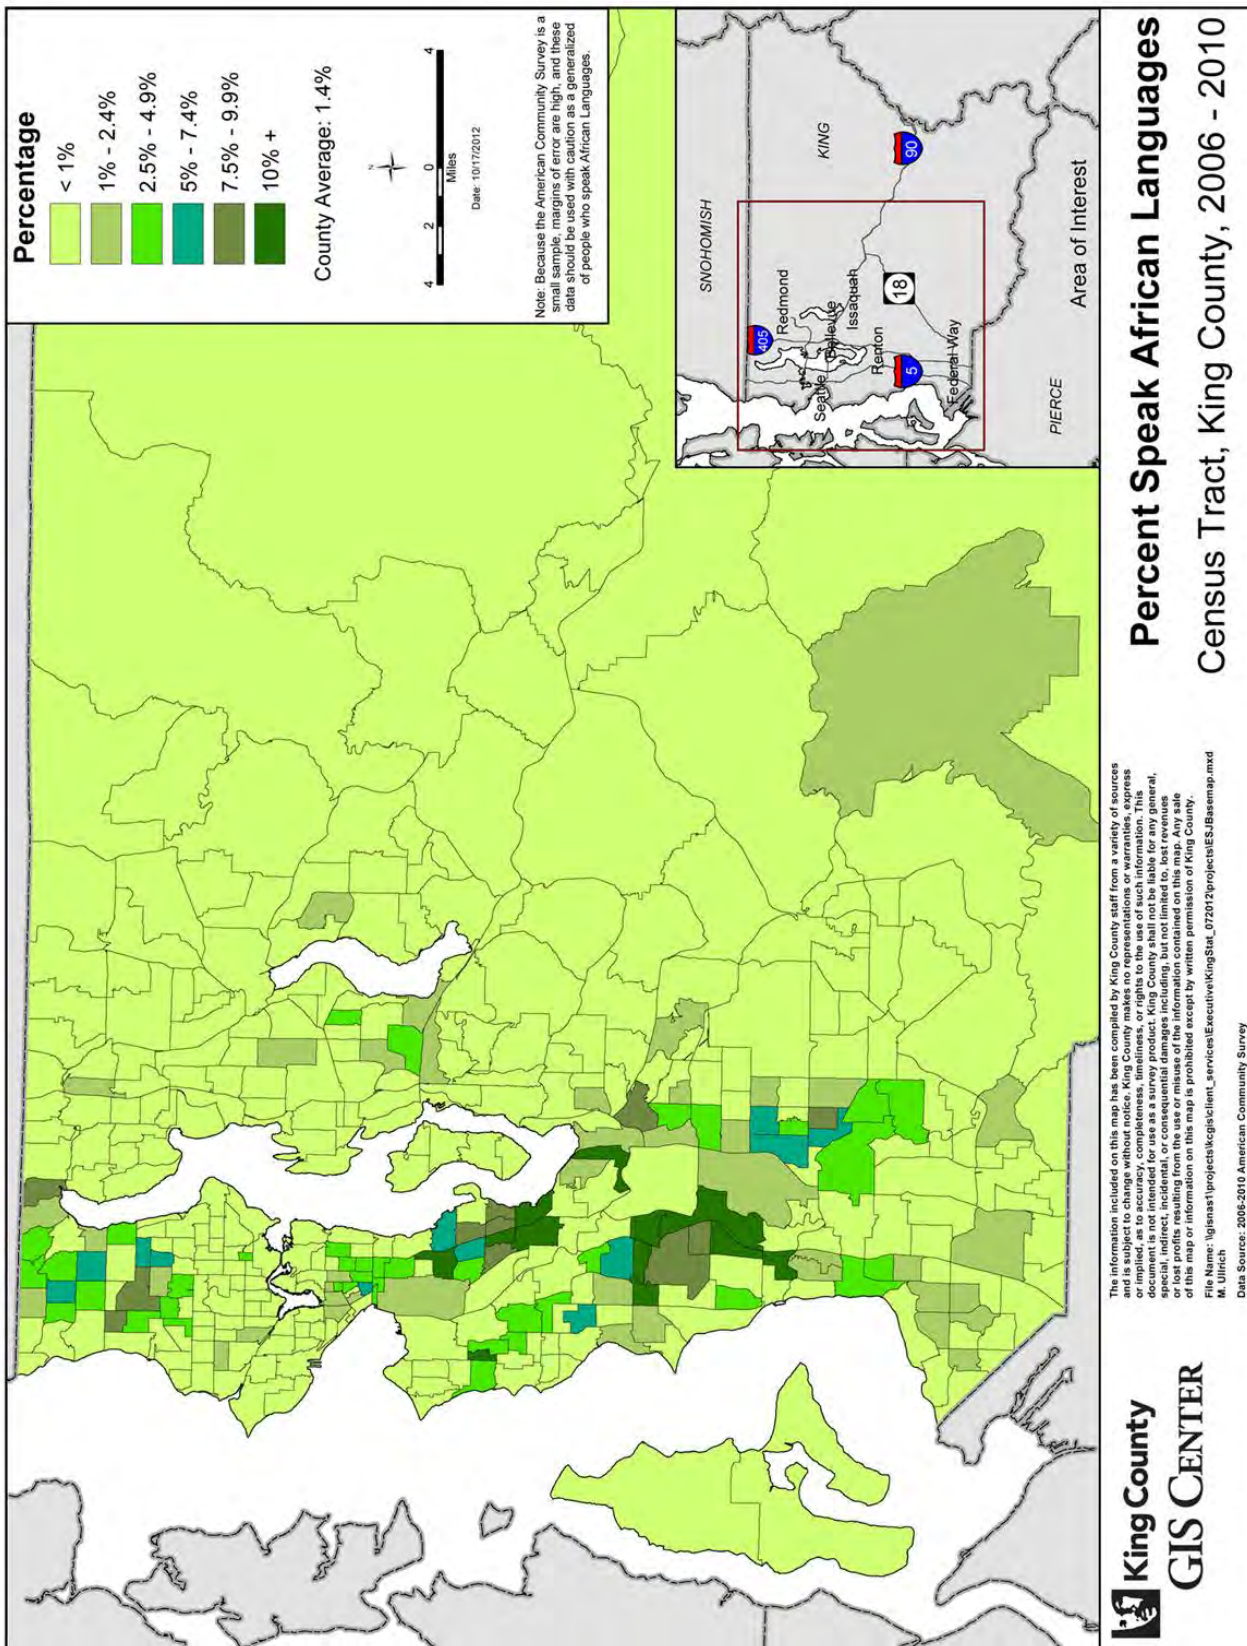 Percentage
< 1%
1% - 2.4%
2.5% - 4.9%
5% - 7.4%
7.5% - 9.9%
10% +
County Average: 1.4%
N
4 2 0 4
Miles
Date: 10/17/2012
Note: Because the American Community Survey is a
small sample, margins of error are high, and these
data should be used with caution as a generalized
of people who speak African Languages.
SNOHOMISH
KING
PIERCE
405
Redmond
Seattle
Bellevue
Issaquah
90
Renton
18
5
Federal Way
Area of Interest
King County
GIS CENTER
The information included on this map has been compiled by King County staff from a variety of sources
and is subject to change without notice. King County makes no representations or warranties, express
or implied, as to accuracy, completeness, timeliness, or rights to the use of such information. This
document is not intended for use as a survey product. King County shall not be liable for any general,
special, indirect, incidental, or consequential damages including, but not limited to, lost revenues
or lost profits resulting from the use or misuse of the information contained on this map. Any sale
of this map or information on this map is prohibited except by written permission of King County.
File Name: \\gisnas1\projects\kcgis\client_services\Executive\KingStat_072012\projects\ESJBasemap.mxd
M. Ullrich
Data Source: 2006-2010 American Community Survey
Percent Speak African Languages
Census Tract, King County, 2006 - 2010